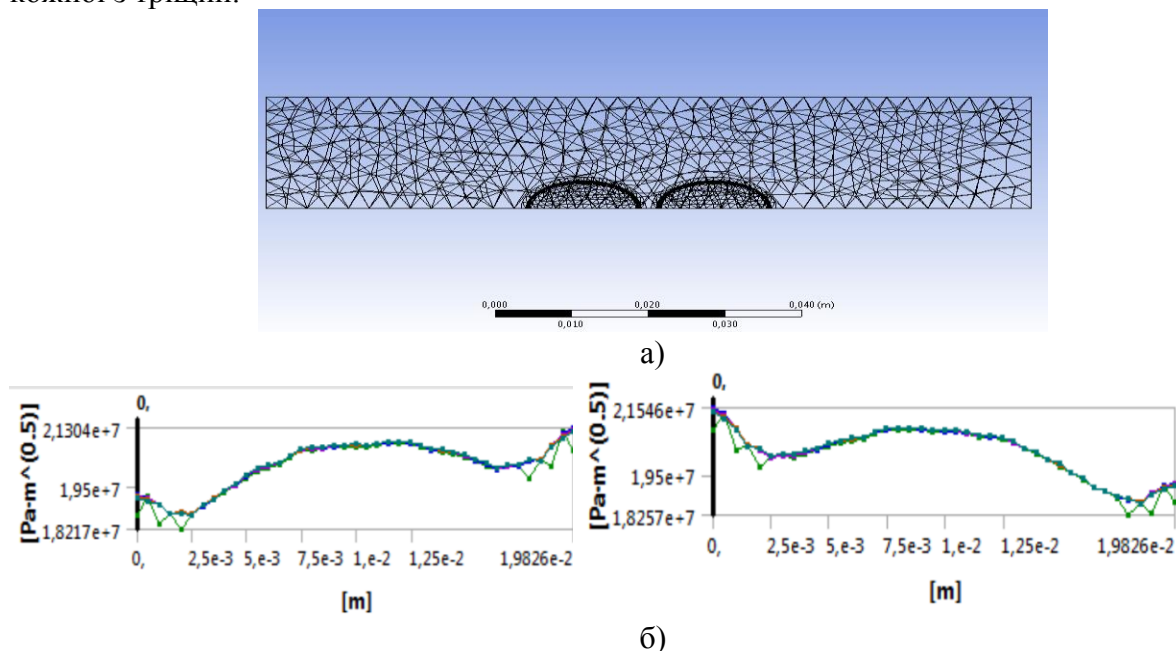 0,000 0,020 0,040 (m)
0,010 0,030
а)
[Pa·m^(0.5)]
0,
2,1304e+7
1,95e+7
1,8217e+7
0, 2,5e-3 5,e-3 7,5e-3 1,e-2 1,25e-2 1,9826e-2
[m]
[Pa·m^(0.5)]
0,
2,1546e+7
1,95e+7
1,8257e+7
0, 2,5e-3 5,e-3 7,5e-3 1,e-2 1,25e-2 1,9826e-2
[m]
б)